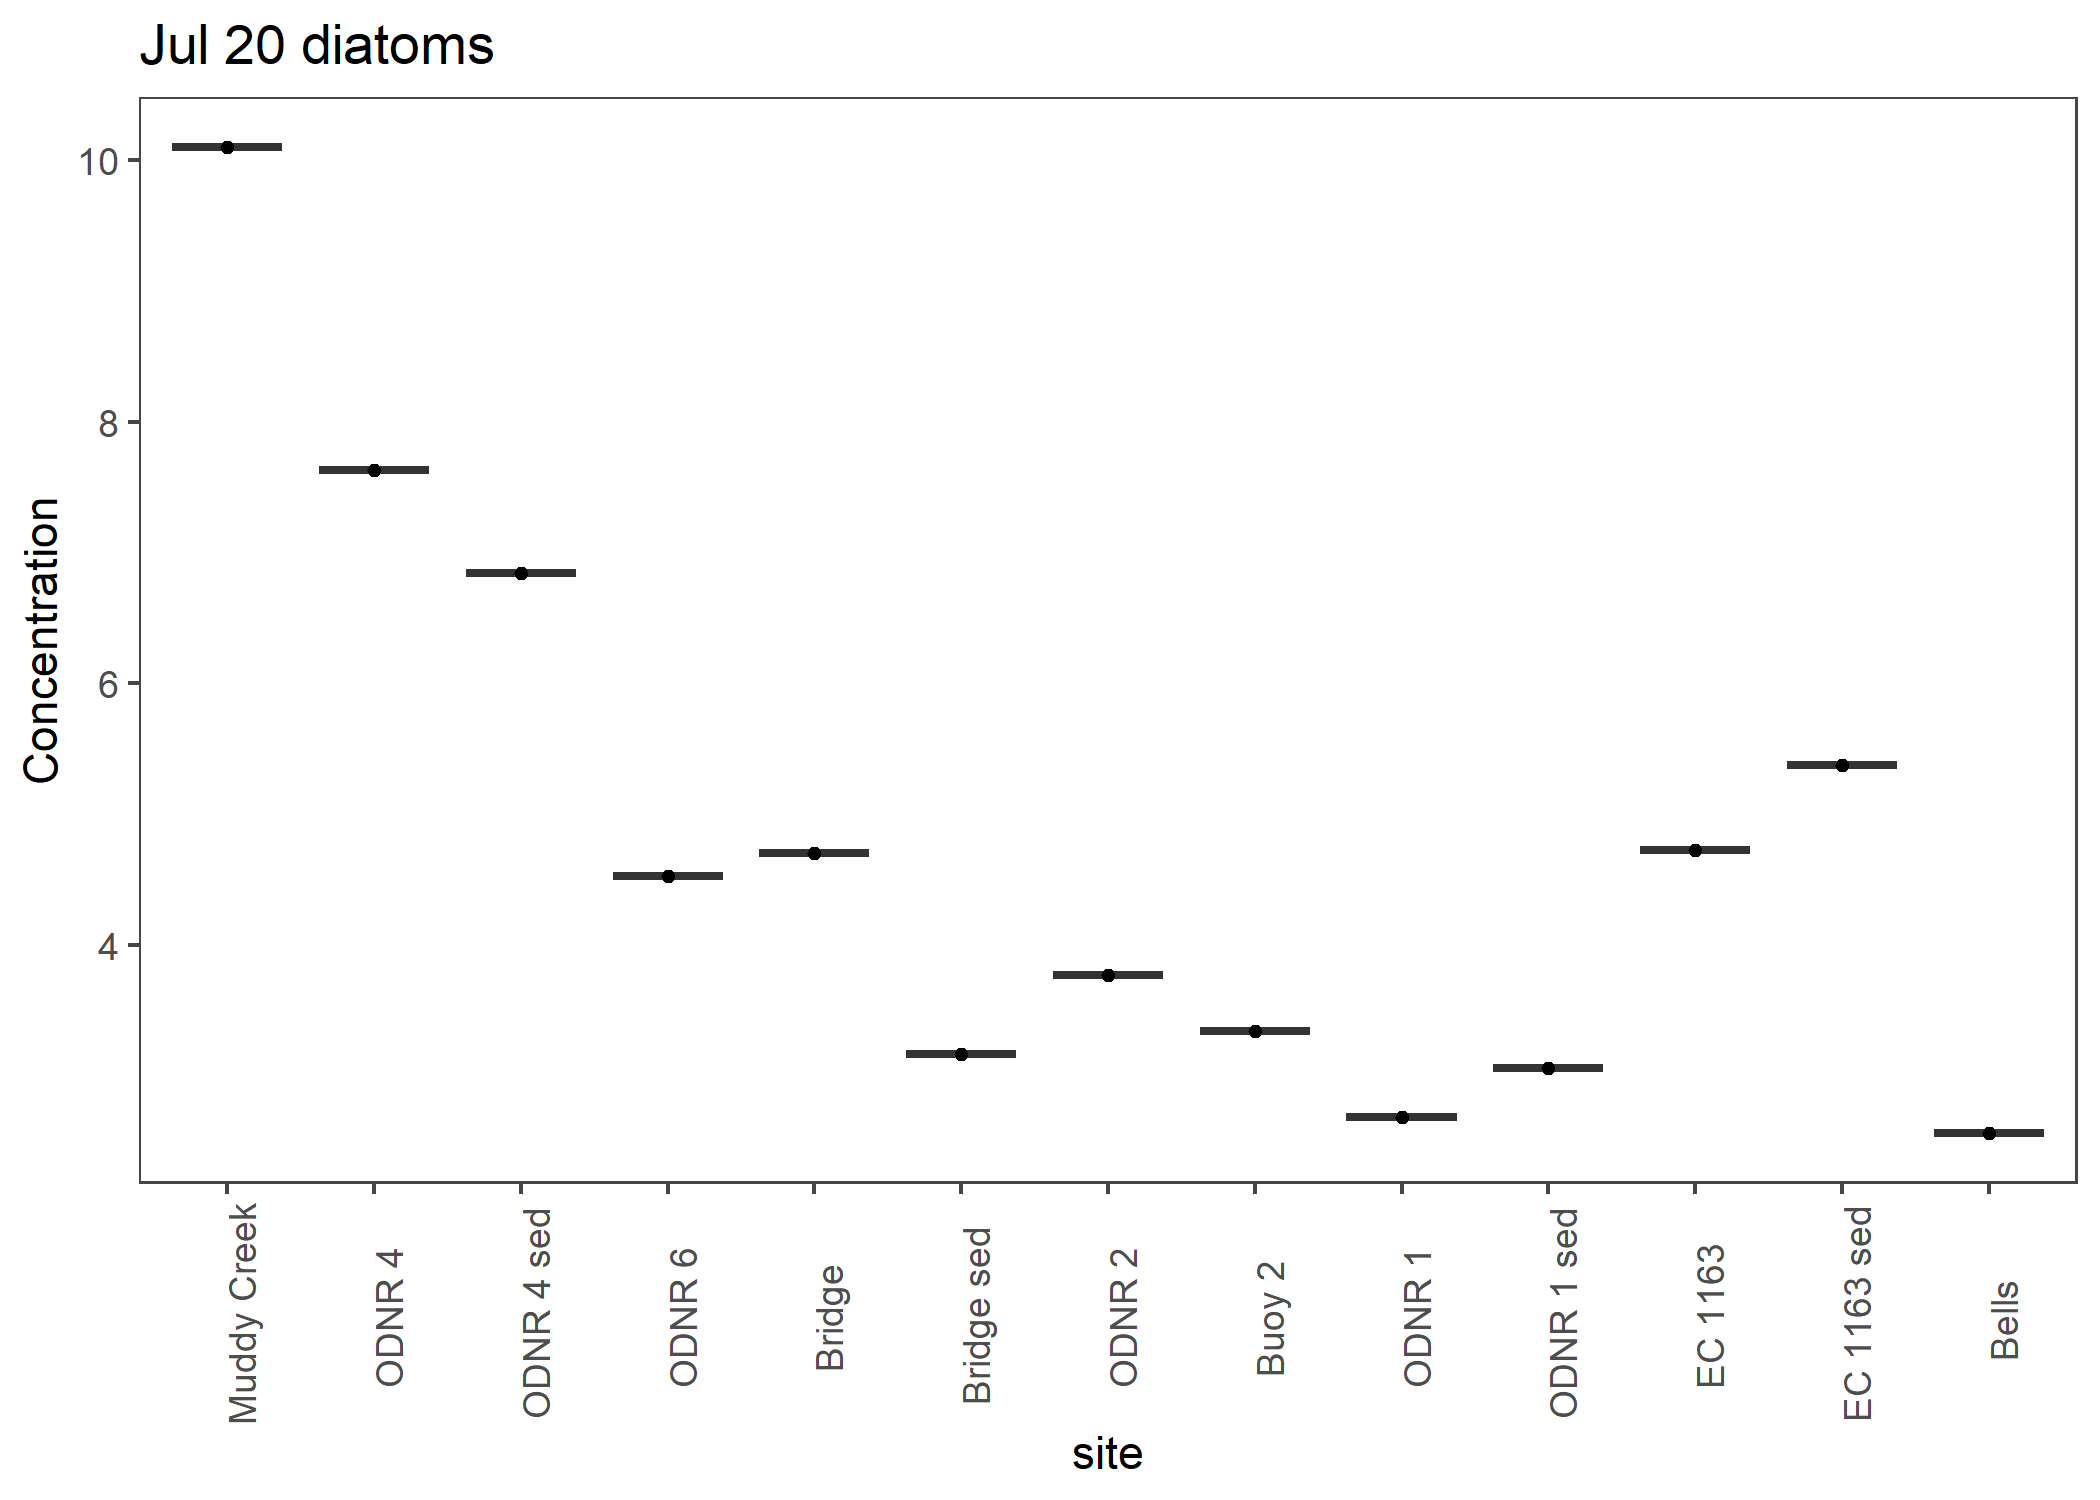 Jul 20 diatoms
Concentration
10
8
6
4
Muddy Creek
ODNR 4
ODNR 4 sed
ODNR 6
Bridge
Bridge sed
ODNR 2
Buoy 2
ODNR 1
ODNR 1 sed
EC 1163
EC 1163 sed
Bells
site